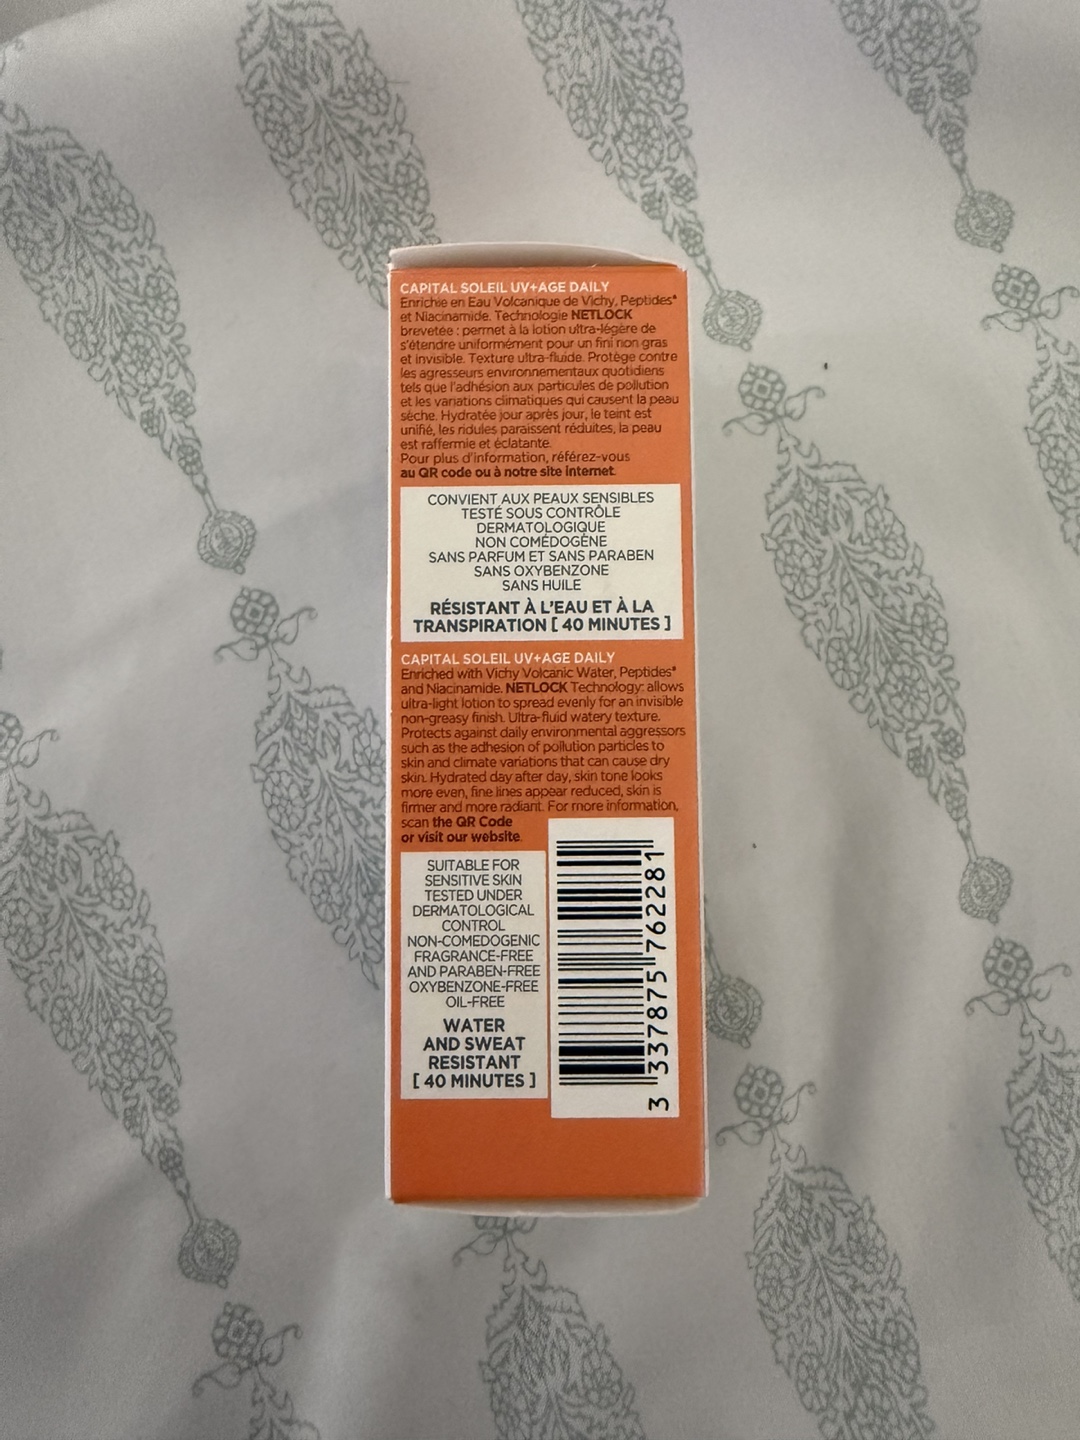 CAPITAL SOLEIL UV+AGE DAILY
Enrichie en Eau Volcanique de Vichy, Peptides*
et Niacinamide. Technologie NETLOCK
brevetée : permet à la lotion ultra-légère de
s'étendre uniformément pour un fini non gras
et invisible. Texture ultra-fluide. Protège contre
les agresseurs environnementaux quotidiens
tels que l'adhésion aux particules de pollution
et les variations climatiques qui causent la peau
sèche. Hydratée jour après jour, le teint est
unifié, les ridules paraissent réduites, la peau
est raffermie et éclatante.
Pour plus d'information, référez-vous
au QR code ou à notre site internet.
CONVIENT AUX PEAUX SENSIBLES
TESTÉ SOUS CONTRÔLE
DERMATOLOGIQUE
NON COMÉDOGÈNE
SANS PARFUM ET SANS PARABEN
SANS OXYBENZONE
SANS HUILE
RÉSISTANT À L'EAU ET À LA
TRANSPIRATION [ 40 MINUTES ]
CAPITAL SOLEIL UV+AGE DAILY
Enriched with Vichy Volcanic Water, Peptides*
and Niacinamide. NETLOCK Technology: allows
ultra-light lotion to spread evenly for an invisible
non-greasy finish. Ultra-fluid watery texture.
Protects against daily environmental aggressors
such as the adhesion of pollution particles to
skin and climate variations that can cause dry
skin. Hydrated day after day, skin tone looks
more even, fine lines appear reduced, skin is
firmer and more radiant. For more information,
scan the QR Code
or visit our website.
SUITABLE FOR
SENSITIVE SKIN
TESTED UNDER
DERMATOLOGICAL
CONTROL
NON-COMEDOGENIC
FRAGRANCE-FREE
AND PARABEN-FREE
OXYBENZONE-FREE
OIL-FREE
WATER
AND SWEAT
RESISTANT
[ 40 MINUTES ]
3 337875 762281